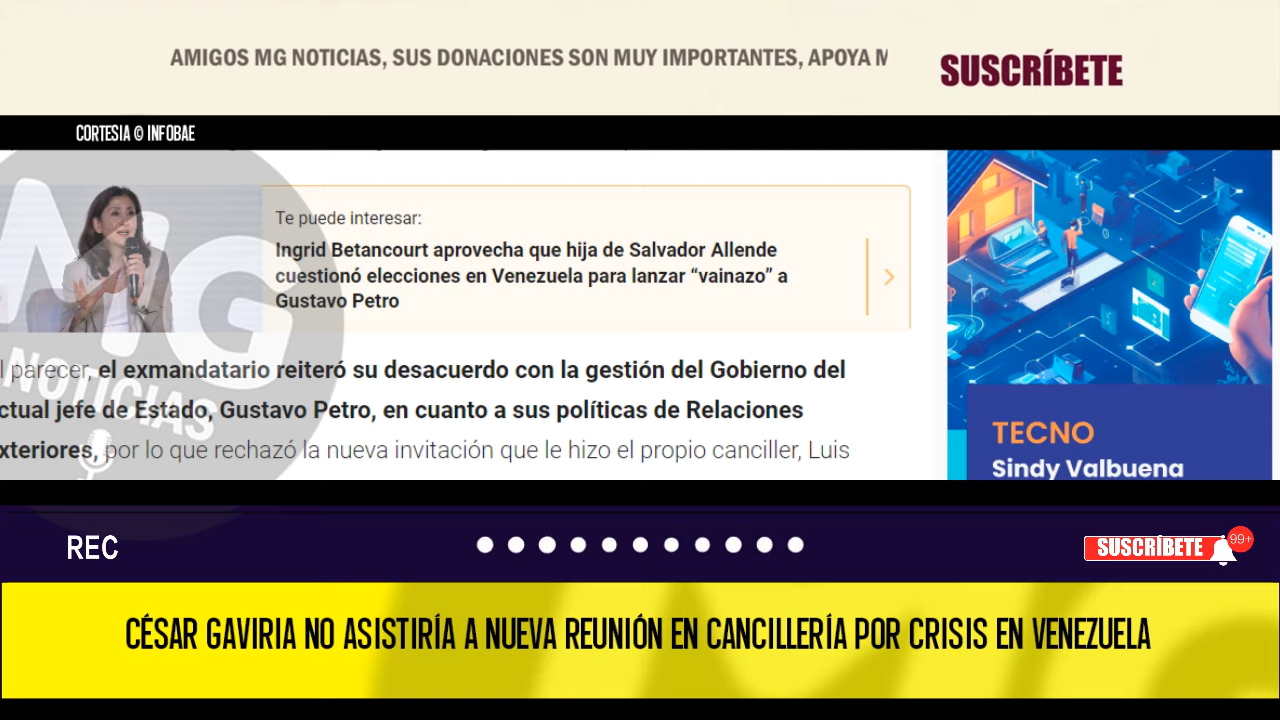 AMIGOS MG NOTICIAS, SUS DONACIONES SON MUY IMPORTANTES, APOYA M
SUSCRÍBETE
CORTESIA © INFOBAE
Te puede interesar:
Ingrid Betancourt aprovecha que hija de Salvador Allende
cuestionó elecciones en Venezuela para lanzar “vainazo” a
Gustavo Petro
MG
NOTICIAS
l parecer, el exmandatario reiteró su desacuerdo con la gestión del Gobierno del
ctual jefe de Estado, Gustavo Petro, en cuanto a sus políticas de Relaciones
xteriores, por lo que rechazó la nueva invitación que le hizo el propio canciller, Luis
TECNO
Sindy Valbuena
REC
SUSCRÍBETE
99+
CÉSAR GAVIRIA NO ASISTIRÍA A NUEVA REUNIÓN EN CANCILLERÍA POR CRISIS EN VENEZUELA